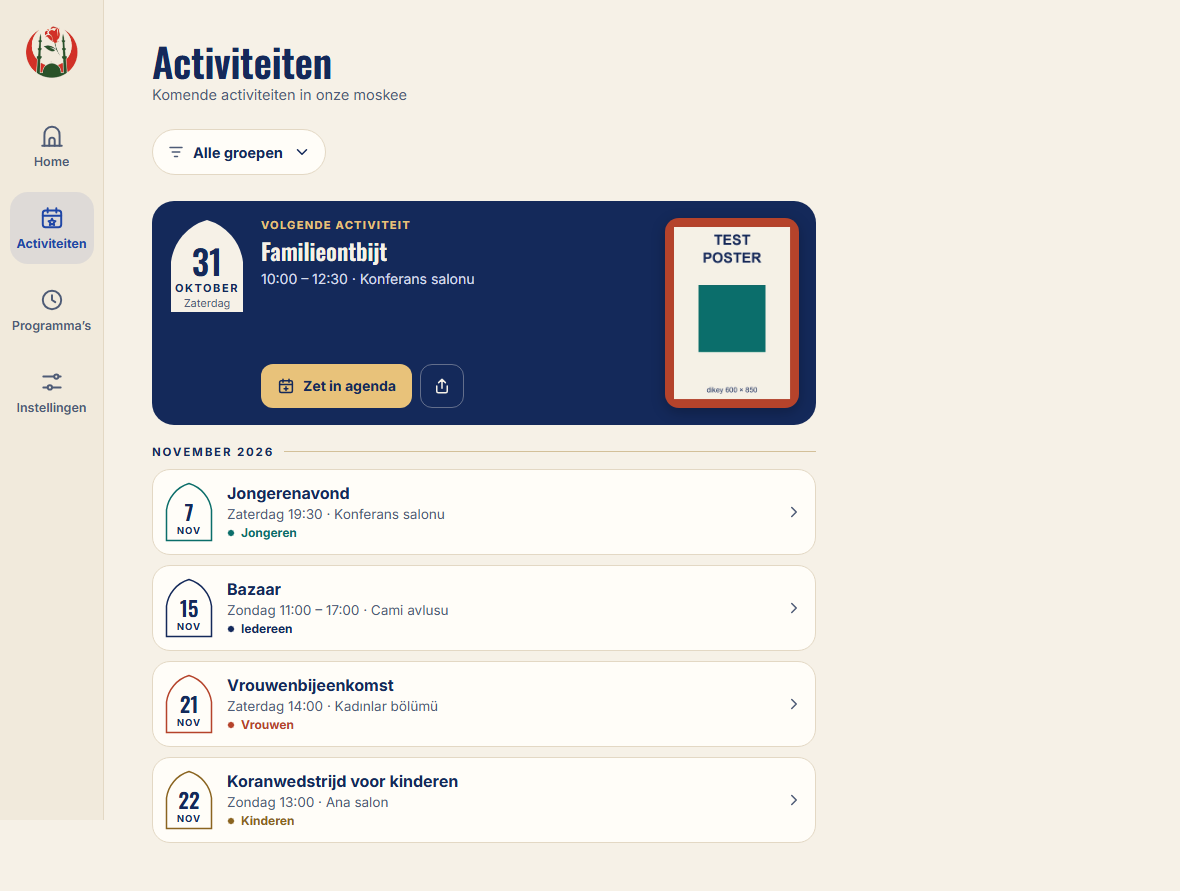 Activiteiten
Komende activiteiten in onze moskee
Home
Activiteiten
Programma's
Instellingen
Alle groepen
31
OKTOBER
Zaterdag
VOLGENDE ACTIVITEIT
Familieontbijt
10:00 – 12:30 · Konferans salonu
Zet in agenda
TEST
POSTER
dikey 600 × 850
NOVEMBER 2026
7
NOV
Jongerenavond
Zaterdag 19:30 · Konferans salonu
Jongeren
15
NOV
Bazaar
Zondag 11:00 – 17:00 · Cami avlusu
Iedereen
21
NOV
Vrouwenbijeenkomst
Zaterdag 14:00 · Kadınlar bölümü
Vrouwen
22
NOV
Koranwedstrijd voor kinderen
Zondag 13:00 · Ana salon
Kinderen